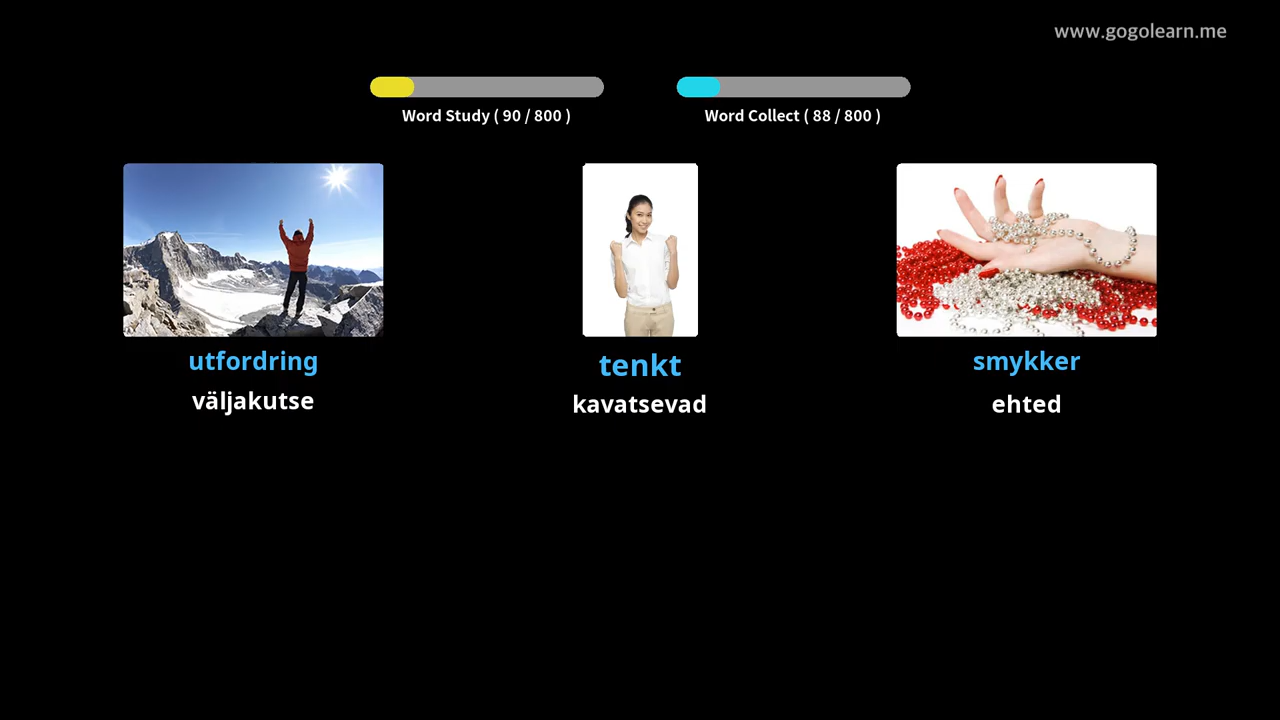 www.gogolearn.me
Word Study ( 90 / 800 )
Word Collect ( 88 / 800 )
utfordring
väljakutse
tenkt
kavatsevad
smykker
ehted